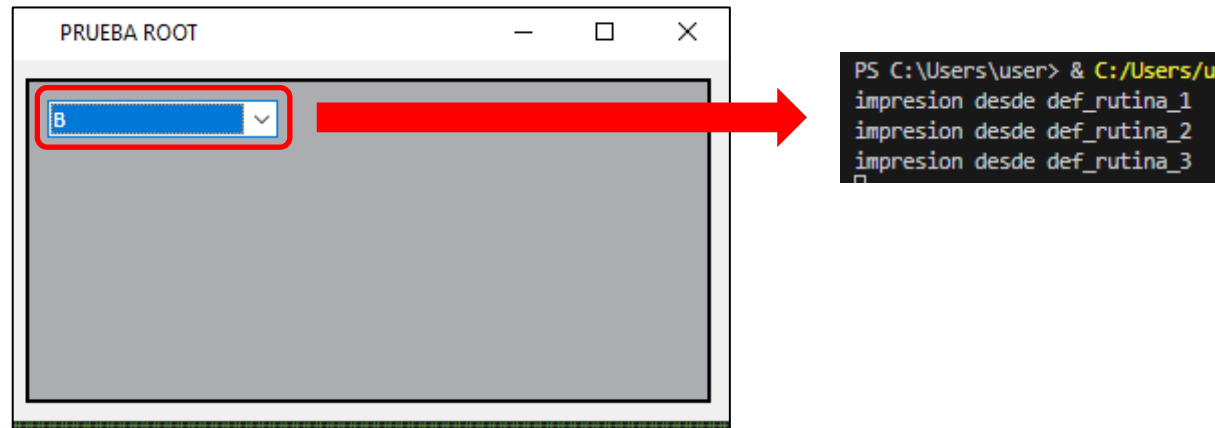 PRUEBA ROOT
B
PS C:\Users\user> & C:/Users/u
impresion desde def_rutina_1
impresion desde def_rutina_2
impresion desde def_rutina_3